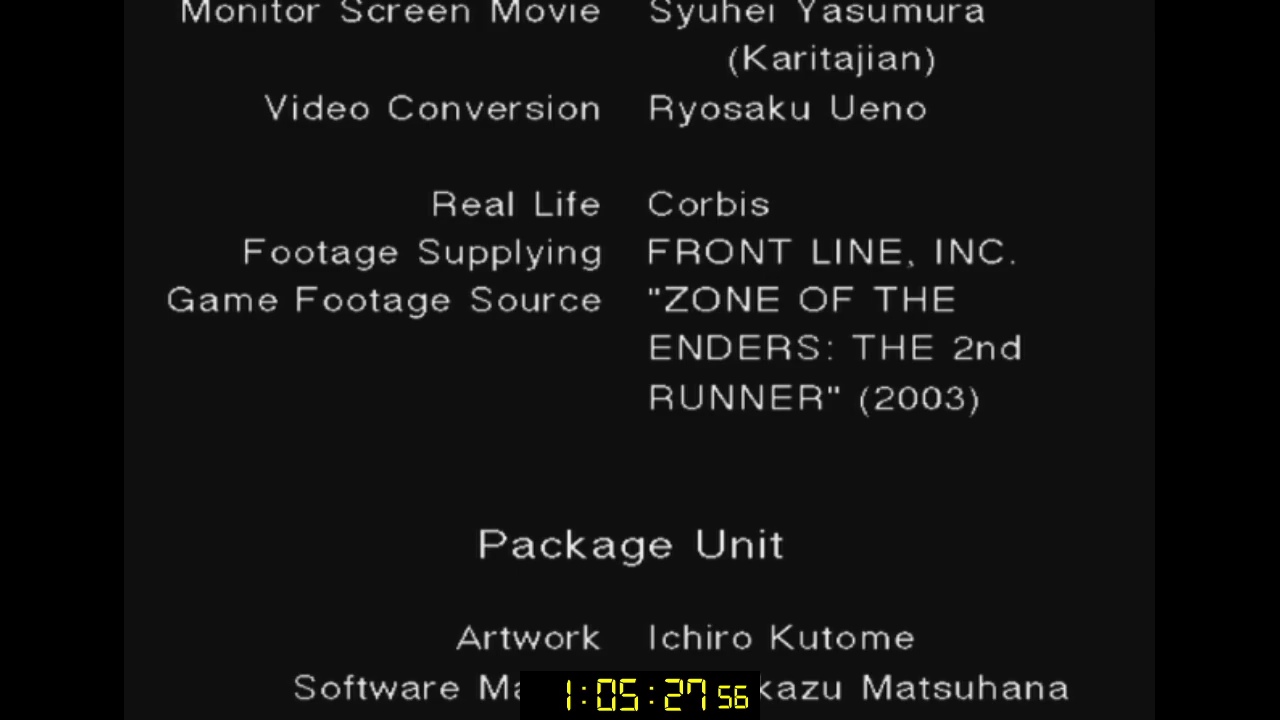 Monitor Screen Movie Syuhei Yasumura
(Karitajian)
Video Conversion Ryosaku Ueno
Real Life Corbis
Footage Supplying FRONT LINE, INC.
Game Footage Source "ZONE OF THE
ENDERS: THE 2nd
RUNNER" (2003)
Package Unit
Artwork Ichiro Kutome
Software Matsuhana
1:05:27 56